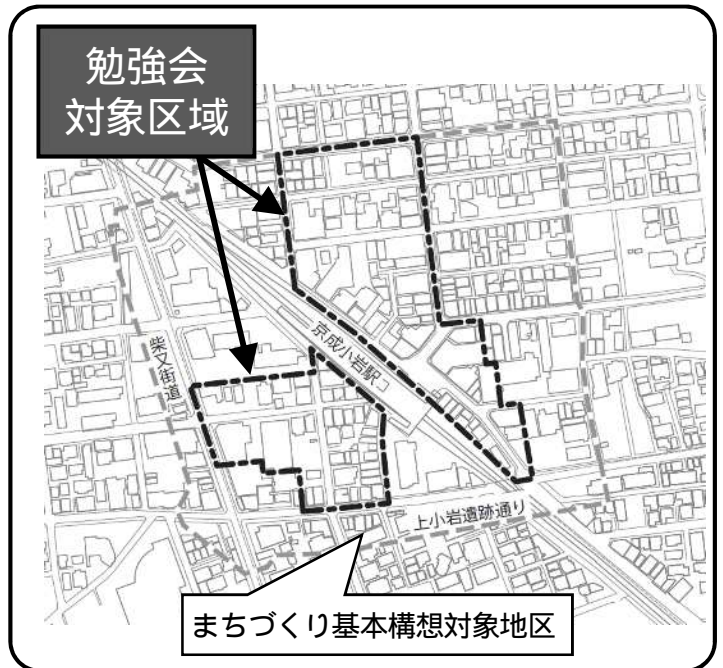 勉強会
対象区域
京成小岩駅
柴又街道
上小岩遺跡通り
まちづくり基本構想対象地区